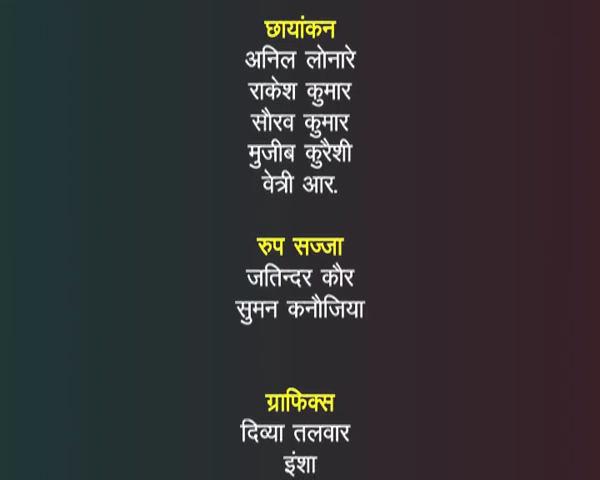 छायांकन
अनिल लोनारे
राकेश कुमार
सौरव कुमार
मुजीब कुरैशी
वेत्री आर.
रुप सज्जा
जतिन्दर कौर
सुमन कनौजिया
ग्राफिक्स
दिव्या तलवार
इंशा